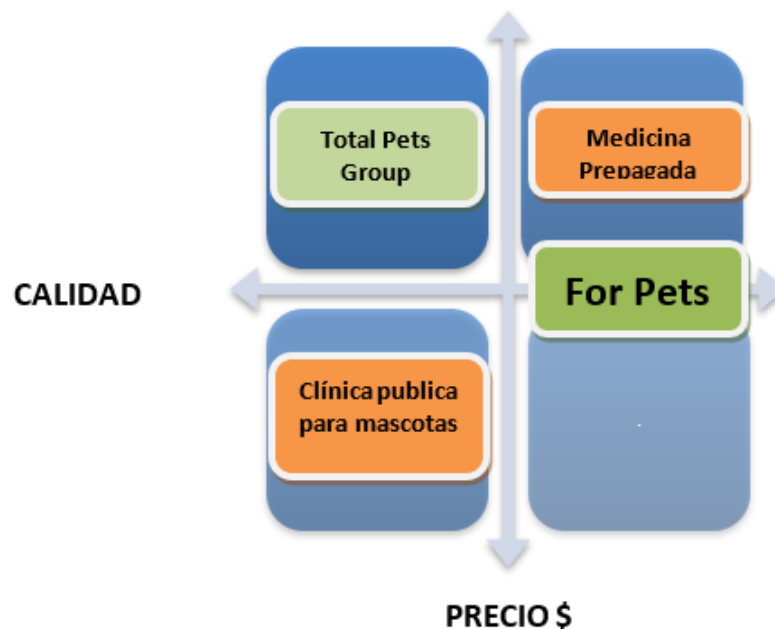 Total Pets
Group
Medicina
Prepagada
CALIDAD
For Pets
Clínica publica
para mascotas
.
PRECIO $